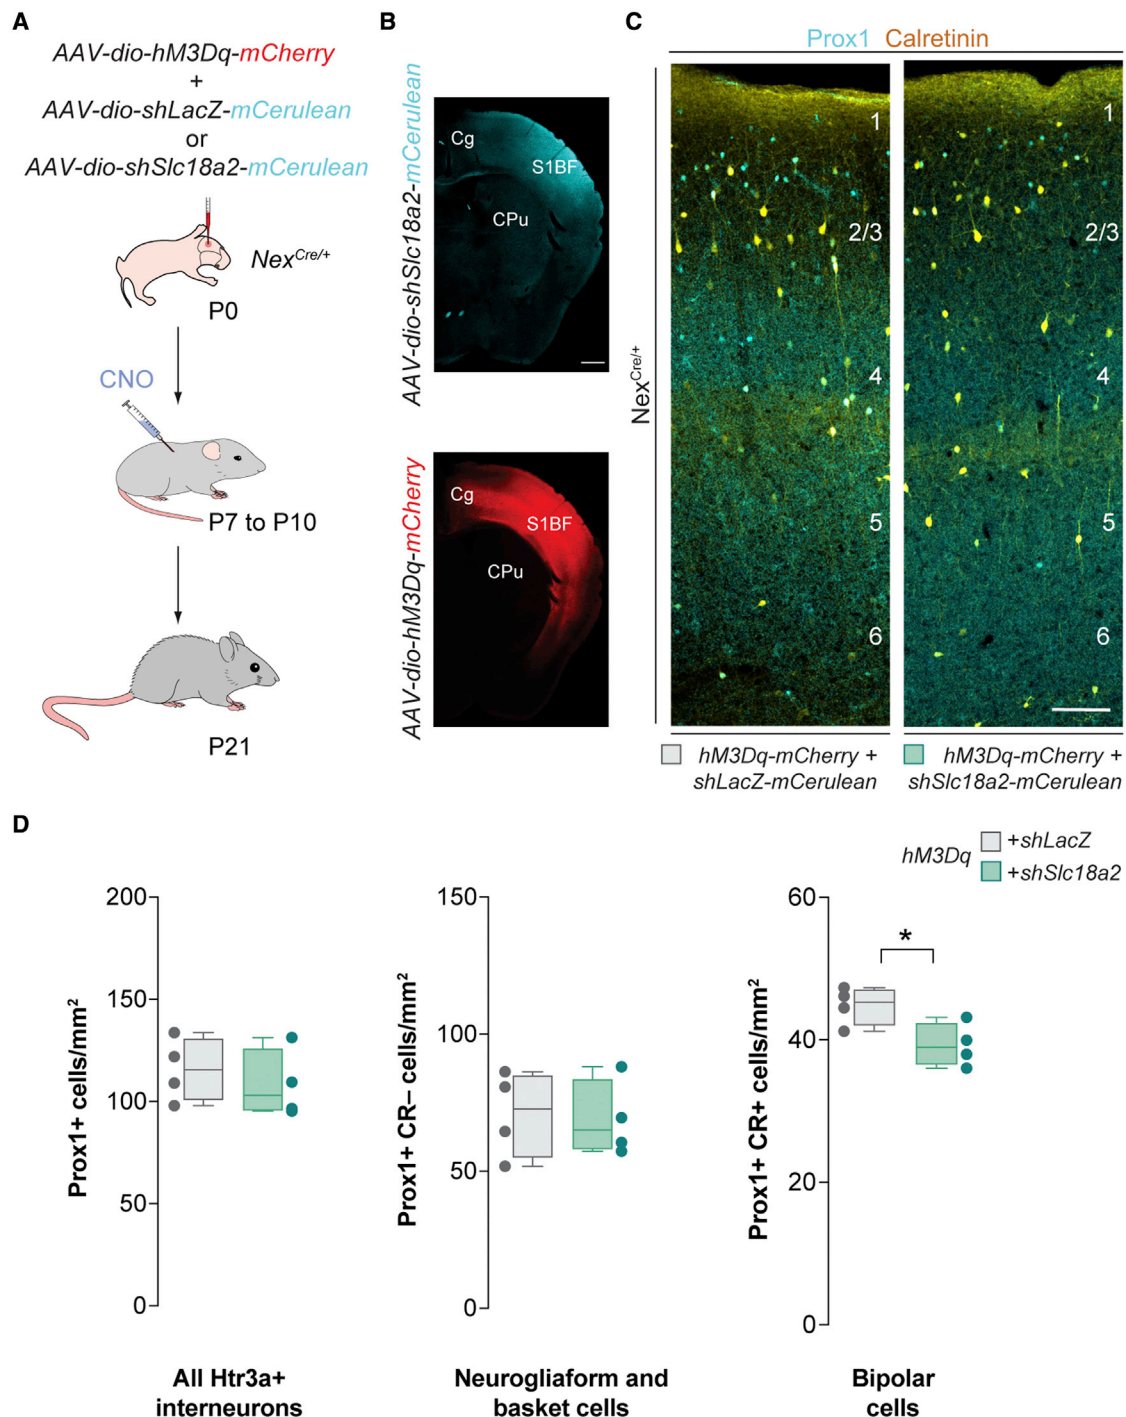 A
AAV-dio-hM3Dq-mCherry
+
AAV-dio-shLacZ-mCerulean
or
AAV-dio-shSlc18a2-mCerulean
Nex^Cre/+
P0
CNO
P7 to P10
P21
B
AAV-dio-shSlc18a2-mCerulean
Cg
S1BF
CPu
AAV-dio-hM3Dq-mCherry
Cg
S1BF
CPu
C
Prox1 Calretinin
Nex^Cre/+
1
2/3
4
5
6
1
2/3
4
5
6
hM3Dq-mCherry +
shLacZ-mCerulean
hM3Dq-mCherry +
shSlc18a2-mCerulean
D
hM3Dq
+shLacZ
+shSlc18a2
Prox1+ cells/mm²
200
150
100
50
0
All Htr3a+
interneurons
Prox1+ CR– cells/mm²
150
100
50
0
Neurogliaform and
basket cells
Prox1+ CR+ cells/mm²
60
40
20
0
*
Bipolar
cells